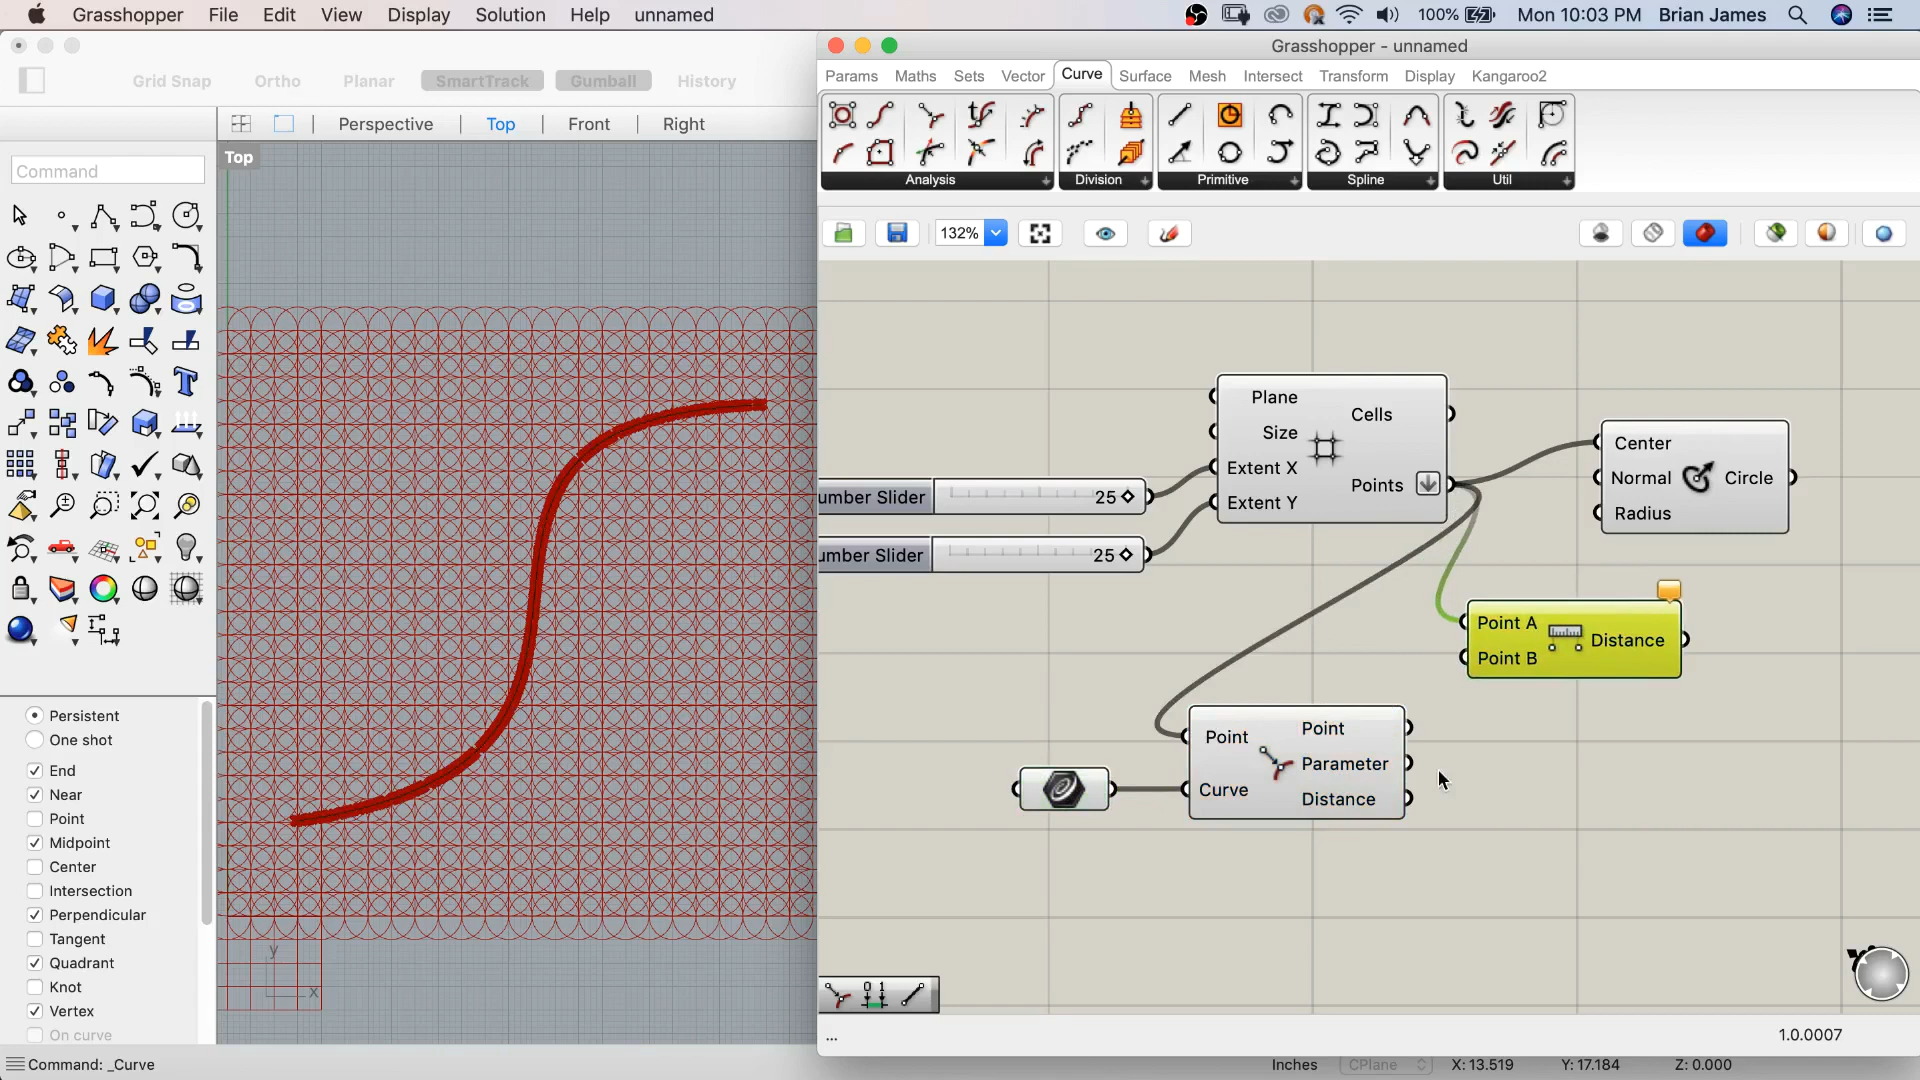 Grasshopper File Edit View Display Solution Help unnamed 100% Mon 10:03 PM Brian James
Grasshopper - unnamed
Grid Snap Ortho Planar SmartTrack Gumball History
Params Maths Sets Vector Curve Surface Mesh Intersect Transform Display Kangaroo2
Perspective Top Front Right
Top
Command
Analysis Division Primitive Spline Util
132%
Plane
Size
Extent X
Extent Y
Cells
Points
Center
Normal
Radius
Circle
umber Slider 25
umber Slider 25
Point A
Point B
Distance
Point
Curve
Point
Parameter
Distance
Persistent
One shot
End
Near
Point
Midpoint
Center
Intersection
Perpendicular
Tangent
Quadrant
Knot
Vertex
On curve
y
x
0 1
...
1.0.0007
Command: _Curve
Inches CPlane X: 13.519 Y: 17.184 Z: 0.000